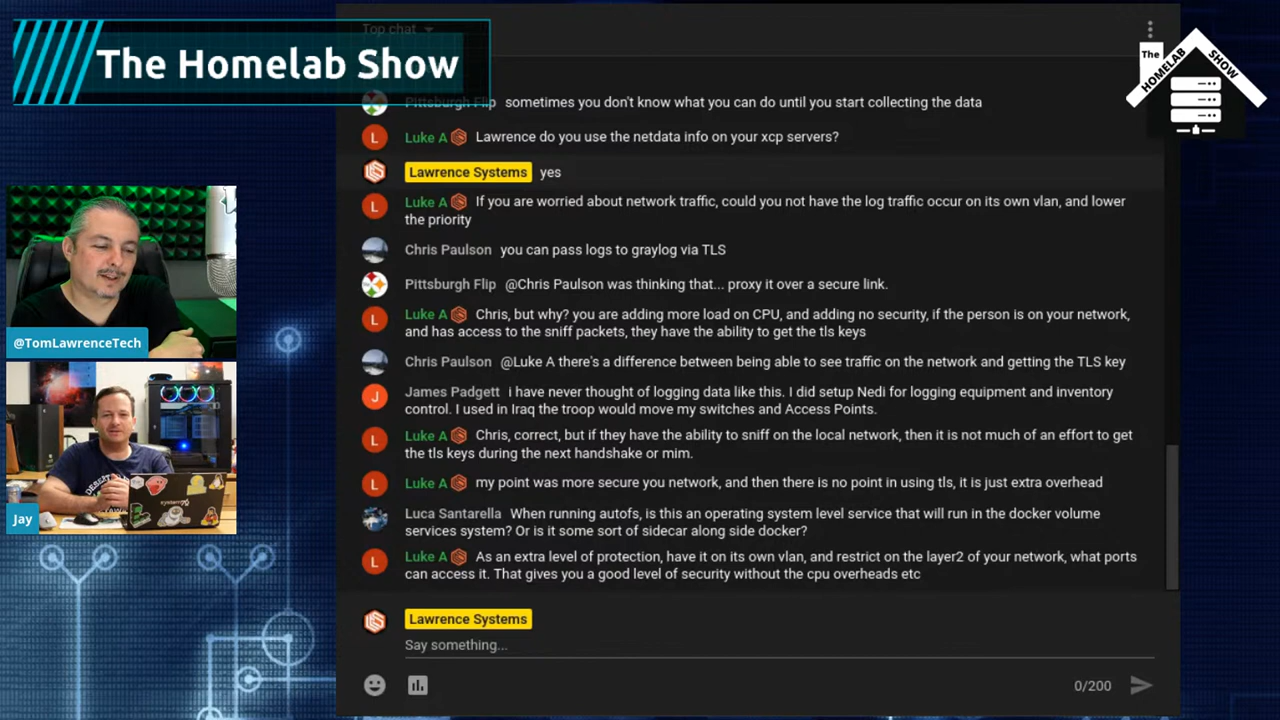 The Homelab Show
Top chat
The
HOMELAB
SHOW
Pittsburgh Flip sometimes you don't know what you can do until you start collecting the data
L Luke A Lawrence do you use the netdata info on your xcp servers?
Lawrence Systems yes
L Luke A If you are worried about network traffic, could you not have the log traffic occur on its own vlan, and lower
the priority
Chris Paulson you can pass logs to graylog via TLS
Pittsburgh Flip @Chris Paulson was thinking that... proxy it over a secure link.
L Luke A Chris, but why? you are adding more load on CPU, and adding no security, if the person is on your network,
and has access to the sniff packets, they have the ability to get the tls keys
Chris Paulson @Luke A there's a difference between being able to see traffic on the network and getting the TLS key
J James Padgett i have never thought of logging data like this. I did setup Nedi for logging equipment and inventory
control. I used in Iraq the troop would move my switches and Access Points.
L Luke A Chris, correct, but if they have the ability to sniff on the local network, then it is not much of an effort to get
the tls keys during the next handshake or mim.
L Luke A my point was more secure you network, and then there is no point in using tls, it is just extra overhead
Luca Santarella When running autofs, is this an operating system level service that will run in the docker volume
services system? Or is it some sort of sidecar along side docker?
L Luke A As an extra level of protection, have it on its own vlan, and restrict on the layer2 of your network, what ports
can access it. That gives you a good level of security without the cpu overheads etc
Lawrence Systems
Say something...
0/200
@TomLawrenceTech
Jay